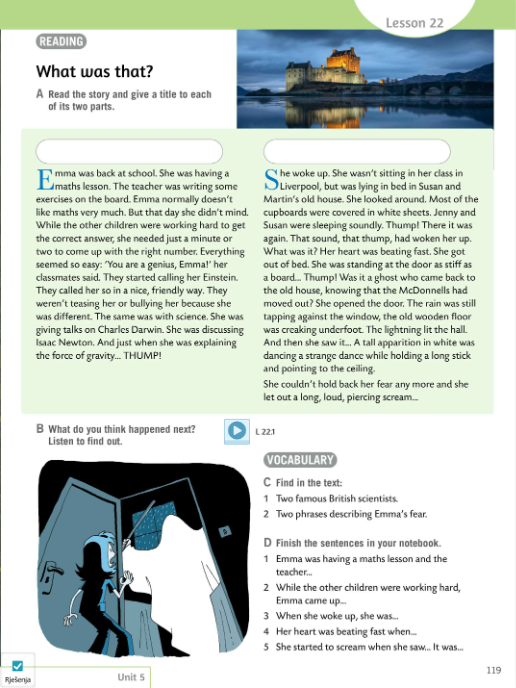 Lesson 22
READING
What was that?
A Read the story and give a title to each
of its two parts.
Emma was back at school. She was having a
maths lesson. The teacher was writing some
exercises on the board. Emma normally doesn't
like maths very much. But that day she didn't mind.
While the other children were working hard to get
the correct answer, she needed just a minute or
two to come up with the right number. Everything
seemed so easy: 'You are a genius, Emma!' her
classmates said. They started calling her Einstein.
They called her so in a nice, friendly way. They
weren't teasing her or bullying her because she
was different. The same was with science. She was
giving talks on Charles Darwin. She was discussing
Isaac Newton. And just when she was explaining
the force of gravity... THUMP!
She woke up. She wasn't sitting in her class in
Liverpool, but was lying in bed in Susan and
Martin's old house. She looked around. Most of the
cupboards were covered in white sheets. Jenny and
Susan were sleeping soundly. Thump! There it was
again. That sound, that thump, had woken her up.
What was it? Her heart was beating fast. She got
out of bed. She was standing at the door as stiff as
a board... Thump! Was it a ghost who came back to
the old house, knowing that the McDonnells had
moved out? She opened the door. The rain was still
tapping against the window, the old wooden floor
was creaking underfoot. The lightning lit the hall.
And then she saw it... A tall apparition in white was
dancing a strange dance while holding a long stick
and pointing to the ceiling.
She couldn't hold back her fear any more and she
let out a long, loud, piercing scream...
B What do you think happened next?
Listen to find out.
L 22.1
VOCABULARY
C Find in the text:
1 Two famous British scientists.
2 Two phrases describing Emma's fear.
D Finish the sentences in your notebook.
1 Emma was having a maths lesson and the
teacher...
2 While the other children were working hard,
Emma came up...
3 When she woke up, she was...
4 Her heart was beating fast when...
5 She started to scream when she saw... It was...
Rješenja
Unit 5
119